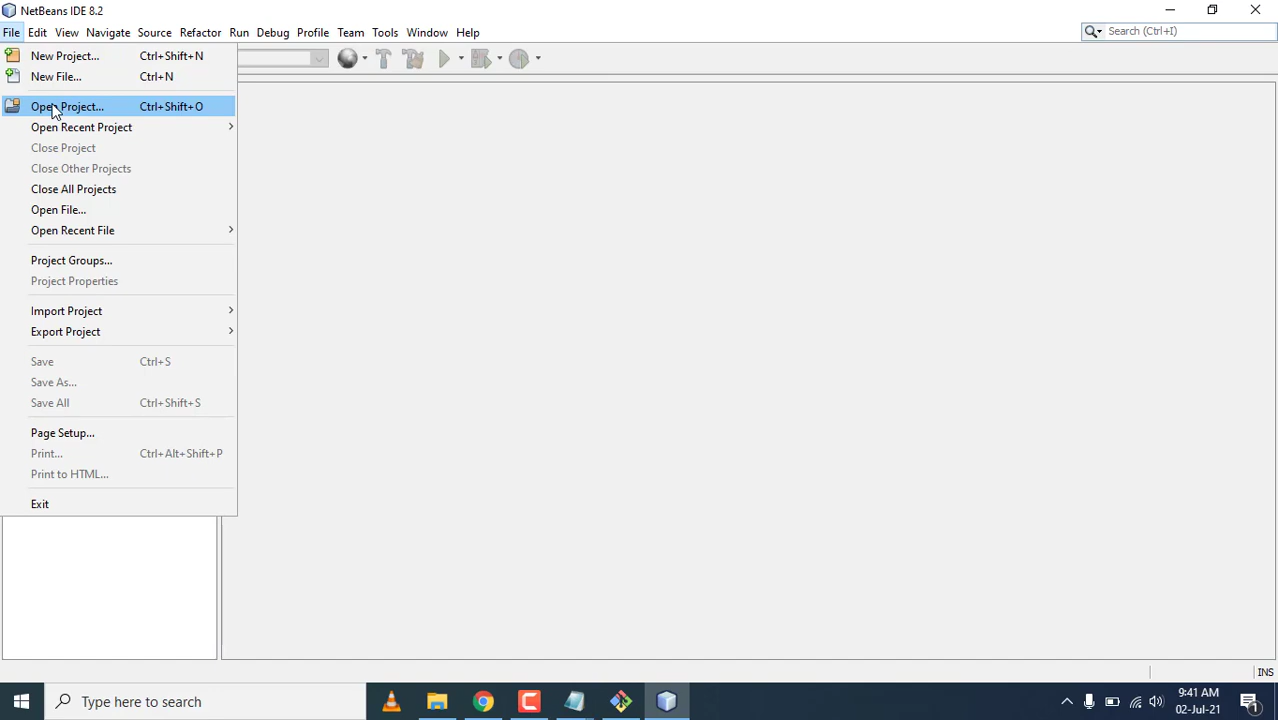 NetBeans IDE 8.2
File Edit View Navigate Source Refactor Run Debug Profile Team Tools Window Help
Search (Ctrl+I)
New Project... Ctrl+Shift+N
New File... Ctrl+N
Open Project... Ctrl+Shift+O
Open Recent Project
Close Project
Close Other Projects
Close All Projects
Open File...
Open Recent File
Project Groups...
Project Properties
Import Project
Export Project
Save Ctrl+S
Save As...
Save All Ctrl+Shift+S
Page Setup...
Print... Ctrl+Alt+Shift+P
Print to HTML...
Exit
INS
Type here to search
9:41 AM
02-Jul-21
1